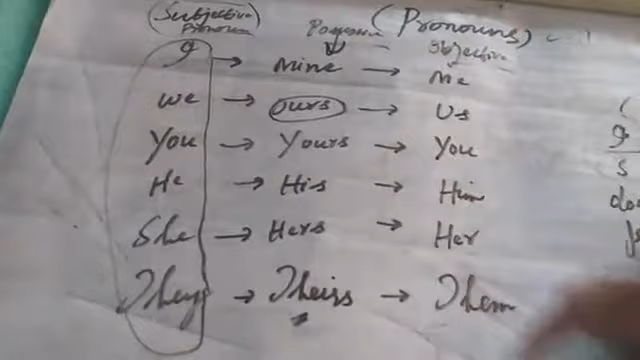 (Subjective (Pronouns)
Pronoun Possessive Objective
I → mine → Me
we → ours → Us
You → Yours → You
He → His → Him
She → Hers → Her
They → Theirs → Them